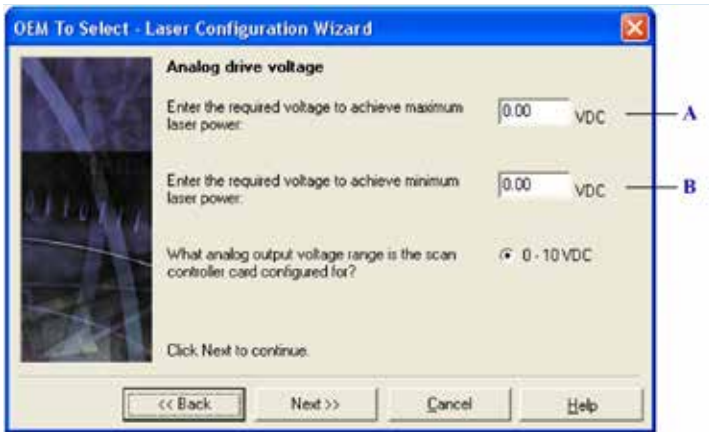 OEM To Select - Laser Configuration Wizard
Analog drive voltage
Enter the required voltage to achieve maximum
laser power:
0.00 VDC
A
Enter the required voltage to achieve minimum
laser power:
0.00 VDC
B
What analog output voltage range is the scan
controller card configured for?
0 - 10 VDC
Click Next to continue.
<< Back
Next >>
Cancel
Help